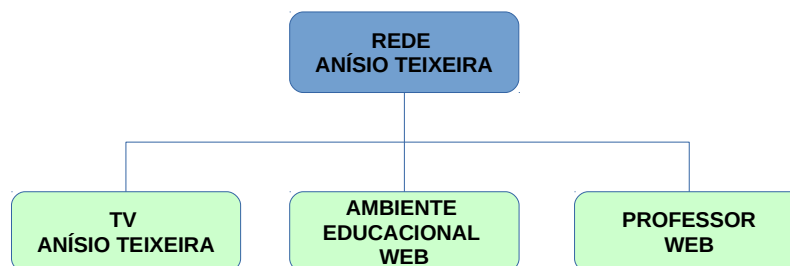 REDE
ANÍSIO TEIXEIRA
TV
ANÍSIO TEIXEIRA
AMBIENTE
EDUCACIONAL
WEB
PROFESSOR
WEB